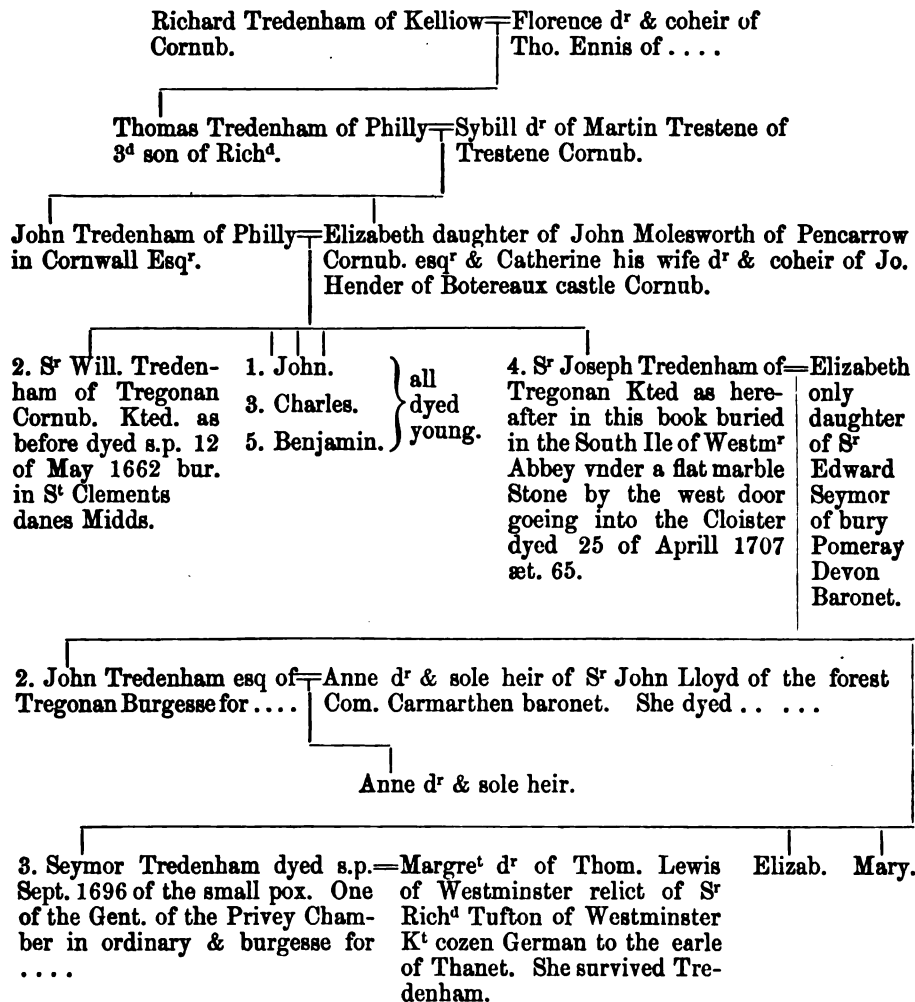 Richard Tredenham of Kelliow=Florence dʳ & coheir of
Cornub.
Tho. Ennis of . . . .
Thomas Tredenham of Philly=Sybill dʳ of Martin Trestene of
3ᵈ son of Richᵈ.
Trestene Cornub.
John Tredenham of Philly=Elizabeth daughter of John Molesworth of Pencarrow
in Cornwall Esqʳ.
Cornub. esqʳ & Catherine his wife dʳ & coheir of Jo.
Hender of Botereaux castle Cornub.
2. Sʳ Will. Treden-
ham of Tregonan
Cornub. Kted. as
before dyed s.p. 12
of May 1662 bur.
in Sᵗ Clements
danes Midds.
1. John.
3. Charles.
5. Benjamin.
all
dyed
young.
4. Sʳ Joseph Tredenham of=
Tregonan Kted as here-
after in this book buried
in the South Ile of Westmʳ
Abbey vnder a flat marble
Stone by the west door
goeing into the Cloister
dyed 25 of Aprill 1707
æt. 65.
Elizabeth
only
daughter
of Sʳ
Edward
Seymor
of bury
Pomeray
Devon
Baronet.
2. John Tredenham esq of=Anne dʳ & sole heir of Sʳ John Lloyd of the forest
Tregonan Burgesse for . . . .
Com. Carmarthen baronet. She dyed . . . . .
Anne dʳ & sole heir.
3. Seymor Tredenham dyed s.p.=
Sept. 1696 of the small pox. One
of the Gent. of the Privey Cham-
ber in ordinary & burgesse for
. . . .
Margreᵗ dʳ of Thom. Lewis
of Westminster relict of Sʳ
Richᵈ Tufton of Westminster
Kᵗ cozen German to the earle
of Thanet. She survived Tre-
denham.
Elizab.
Mary.